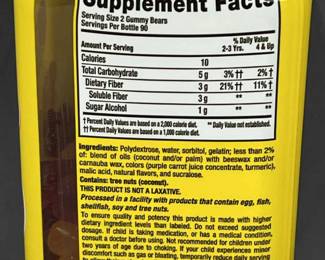 Supplement Facts
Serving Size 2 Gummy Bears
Servings Per Bottle 90
% Daily Value
Amount Per Serving 2-3 Yrs. 4 & Up
Calories 10
Total Carbohydrate 5 g 3% †† 2% †
Dietary Fiber 3 g 21% †† 11% †
Soluble Fiber 3 g ** **
Sugar Alcohol 1 g ** **
† Percent Daily Values are based on a 2,000 calorie diet. ** Daily Value not established.
†† Percent Daily Values are based on a 1,000 calorie diet.
Ingredients: Polydextrose, water, sorbitol, gelatin; less than 2%
of: blend of oils (coconut and/or palm) with beeswax and/or
carnauba wax, colors (purple carrot juice concentrate, turmeric),
malic acid, natural flavors, and sucralose.
Contains: tree nuts (coconut).
THIS PRODUCT IS NOT A LAXATIVE.
Processed in a facility with products that contain egg, fish,
shellfish, soy and tree nuts.
To ensure quality and potency this product is made with higher
dietary ingredient levels than labeled. Do not exceed suggested
dosage. If child is taking medication, or has a medical condition,
consult a doctor before using. Not recommended for children under
two years of age due to choking. If your child experiences minor
discomfort such as gas or bloating, temporarily reduce daily serving